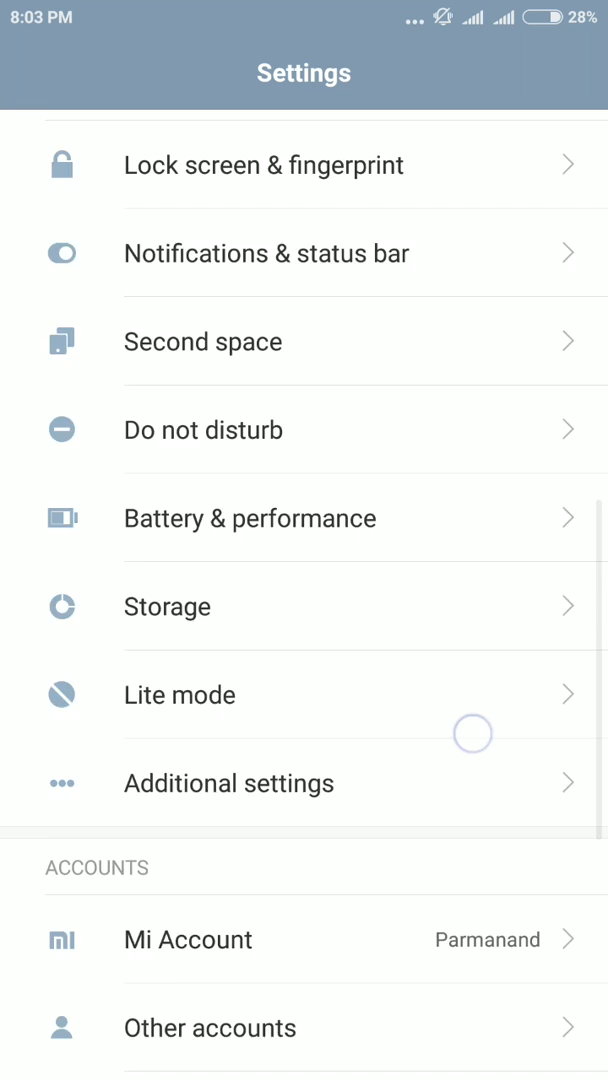 8:03 PM 28%
Settings
Lock screen & fingerprint
Notifications & status bar
Second space
Do not disturb
Battery & performance
Storage
Lite mode
Additional settings
ACCOUNTS
Mi Account Parmanand
Other accounts